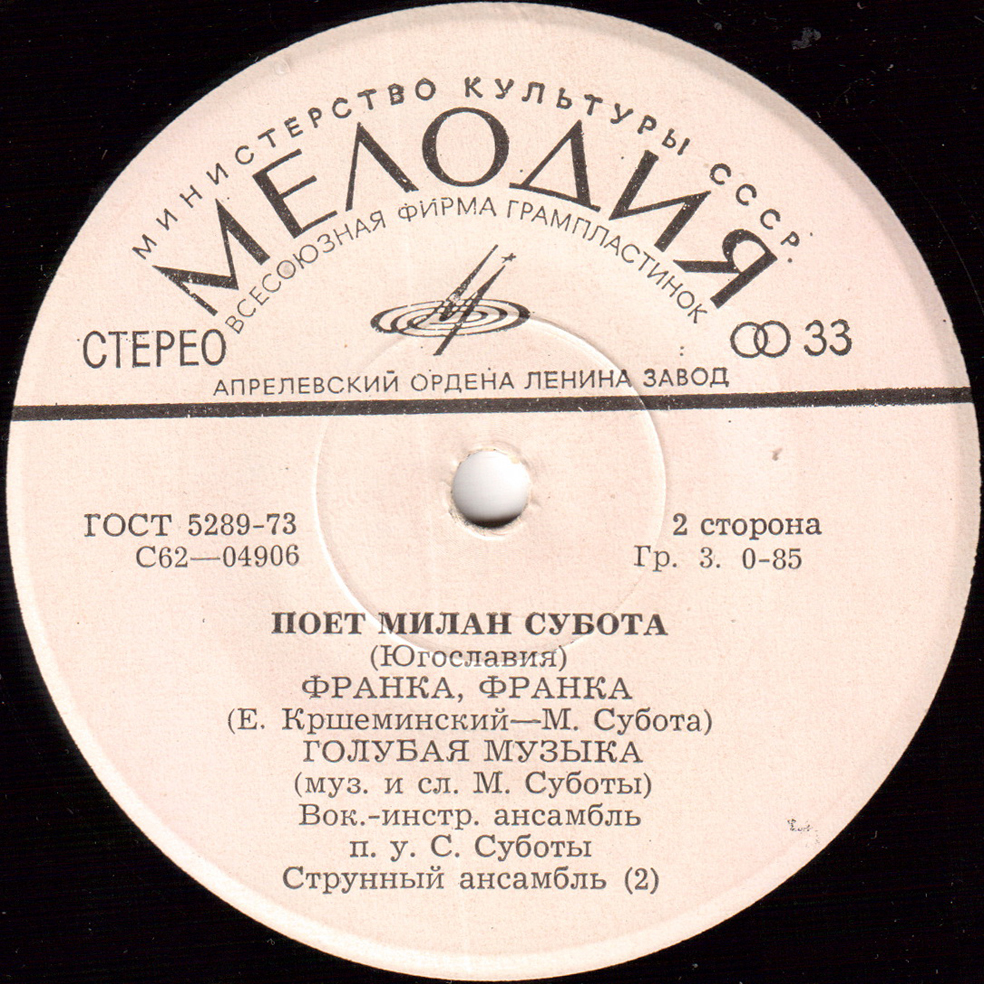 МИНИСТЕРСТВО КУЛЬТУРЫ СССР.
МЕЛОДИЯ
ВСЕСОЮЗНАЯ ФИРМА ГРАМПЛАСТИНОК
СТЕРЕО
33
АПРЕЛЕВСКИЙ ОРДЕНА ЛЕНИНА ЗАВОД
ГОСТ 5289-73
2 сторона
С62—04906
Гр. 3. 0-85
ПОЕТ МИЛАН СУБОТА
(Югославия)
ФРАНКА, ФРАНКА
(Е. Кршеминский—М. Субота)
ГОЛУБАЯ МУЗЫКА
(муз. и сл. М. Суботы)
Вок.-инстр. ансамбль
п. у. С. Суботы
Струнный ансамбль (2)